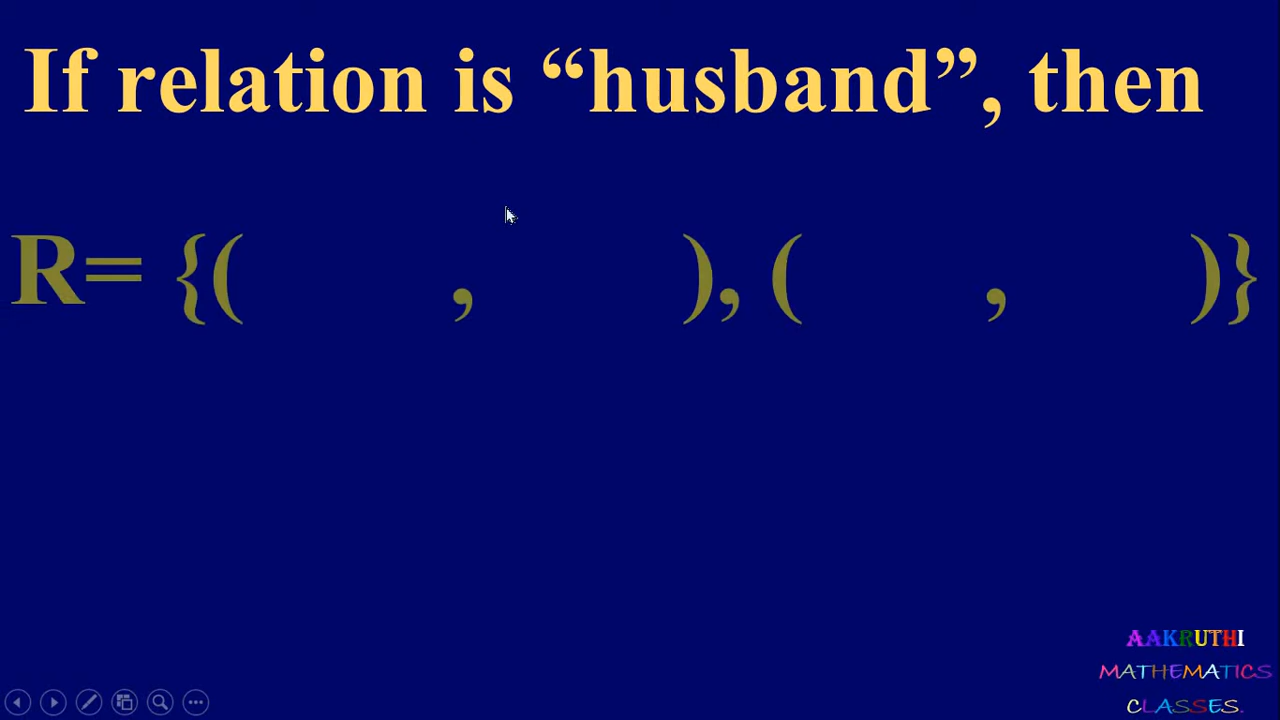 If relation is “husband”, then
R= {( , ), ( , )}
AAKRUTHI
MATHEMATICS
CLASSES.